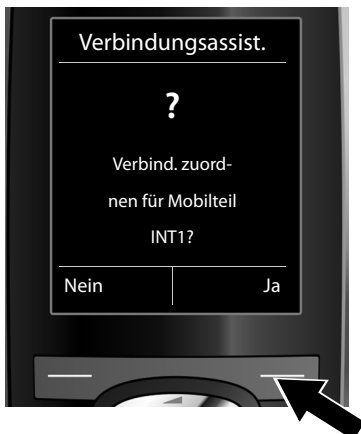 Verbindungsassist.
?
Verbind. zuord-
nen für Mobilteil
INT1?
Nein Ja